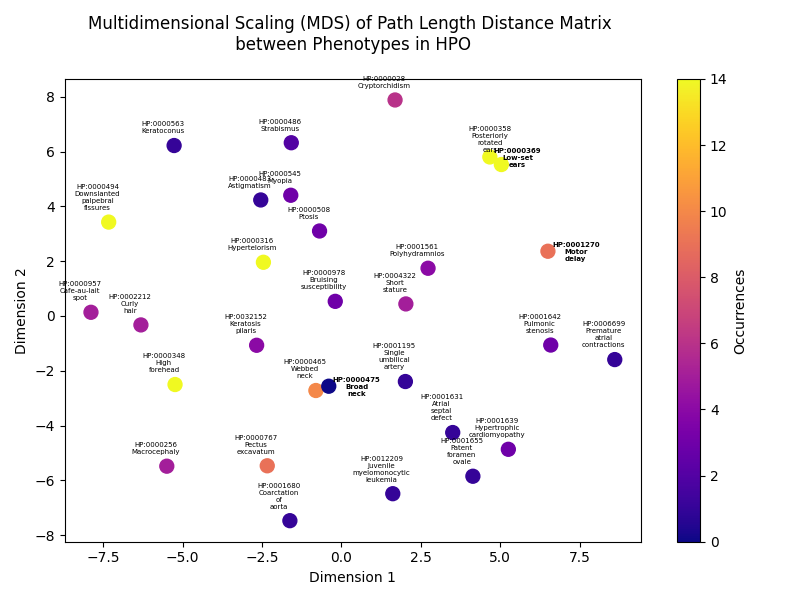 Multidimensional Scaling (MDS) of Path Length Distance Matrix
between Phenotypes in HPO
HP:0000028
Cryptorchidism
HP:0000563
Keratoconus
HP:0000486
Strabismus
HP:0000358
Posteriorly
rotated
ears
HP:0000369
Low-set
ears
HP:0000545
Myopia
HP:0000483
Astigmatism
HP:0000494
Downslanted
palpebral
fissures
HP:0000508
Ptosis
HP:0000316
Hypertelorism
HP:0001561
Polyhydramnios
HP:0001270
Motor
delay
HP:0000957
Cafe-au-lait
spot
HP:0002212
Curly
hair
HP:0000978
Bruising
susceptibility
HP:0004322
Short
stature
HP:0032152
Keratosis
pilaris
HP:0001642
Pulmonic
stenosis
HP:0006699
Premature
atrial
contractions
HP:0000348
High
forehead
HP:0000465
Webbed
neck
HP:0000475
Broad
neck
HP:0001195
Single
umbilical
artery
HP:0001631
Atrial
septal
defect
HP:0001639
Hypertrophic
cardiomyopathy
HP:0001655
Patent
foramen
ovale
HP:0000256
Macrocephaly
HP:0000767
Pectus
excavatum
HP:0012209
Juvenile
myelomonocytic
leukemia
HP:0001680
Coarctation
of
aorta
8
6
4
2
0
−2
−4
−6
−8
Dimension 2
−7.5
−5.0
−2.5
0.0
2.5
5.0
7.5
Dimension 1
14
12
10
8
6
4
2
0
Occurrences